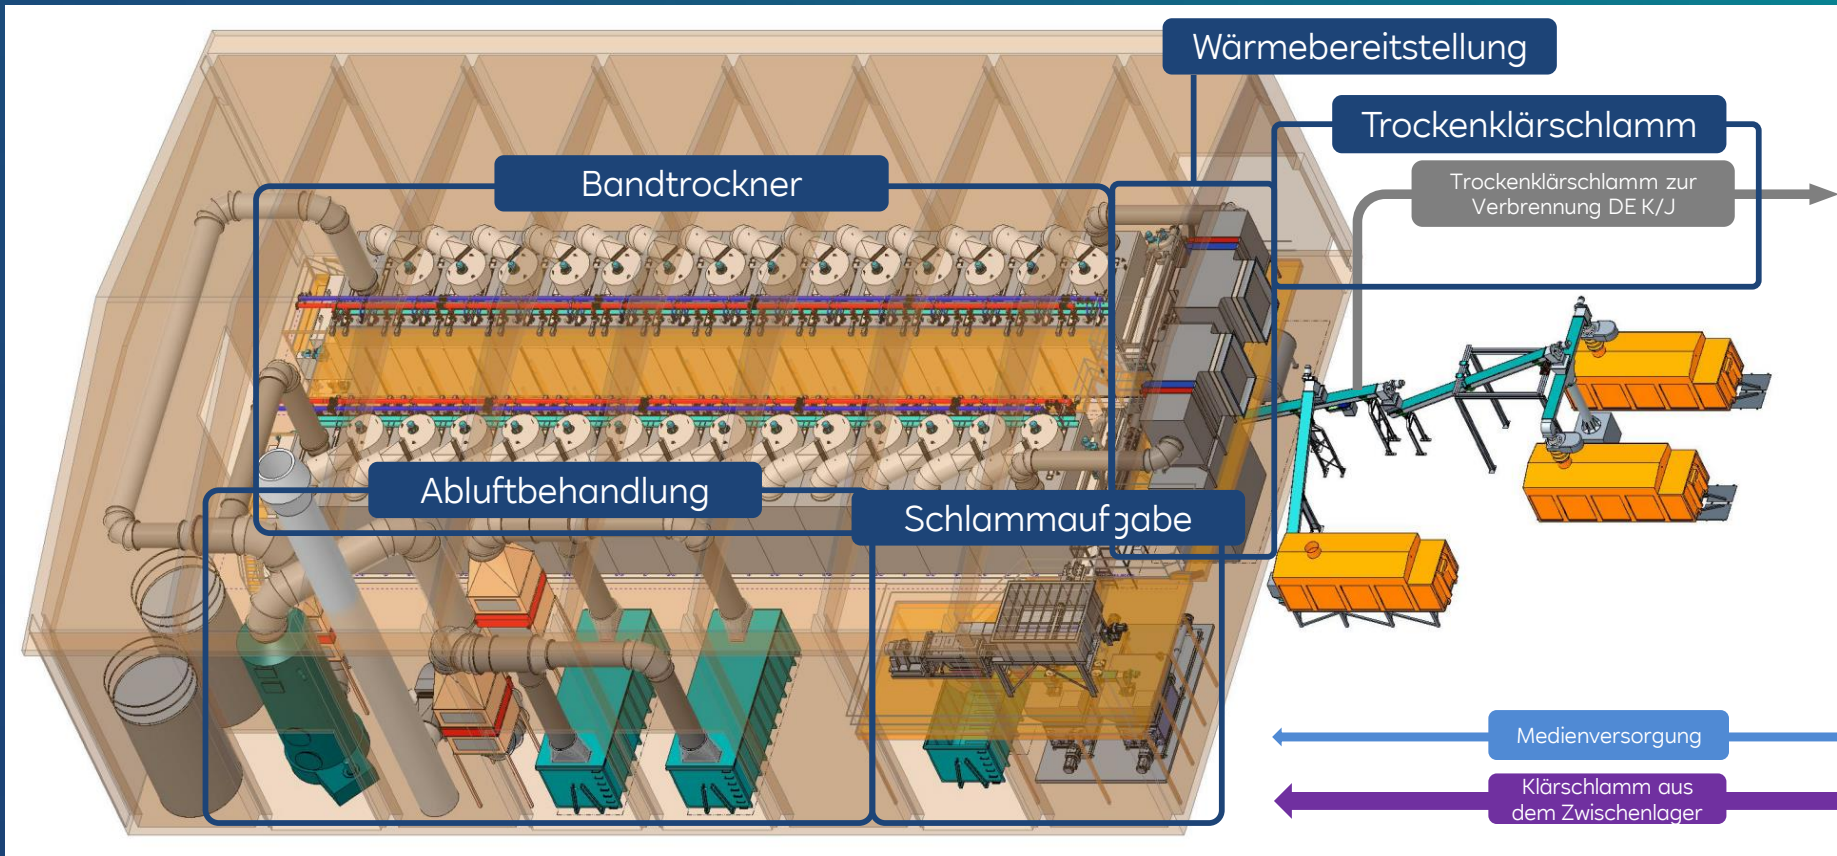 Wärmebereitstellung
Trockenklärschlamm
Trockenklärschlamm zur
Verbrennung DE K/J
Bandtrockner
Abluftbehandlung
Schlammaufgabe
Medienversorgung
Klärschlamm aus
dem Zwischenlager